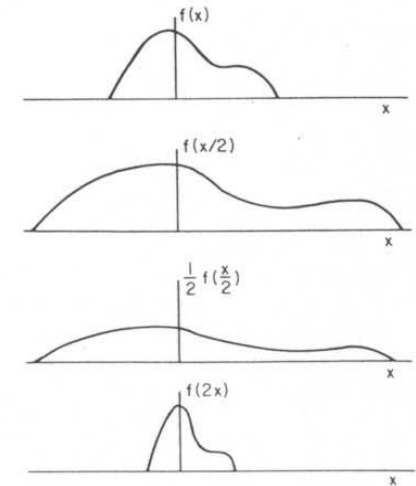 f(x)
x
f(x/2)
x
1/2 f(x/2)
x
f(2x)
x